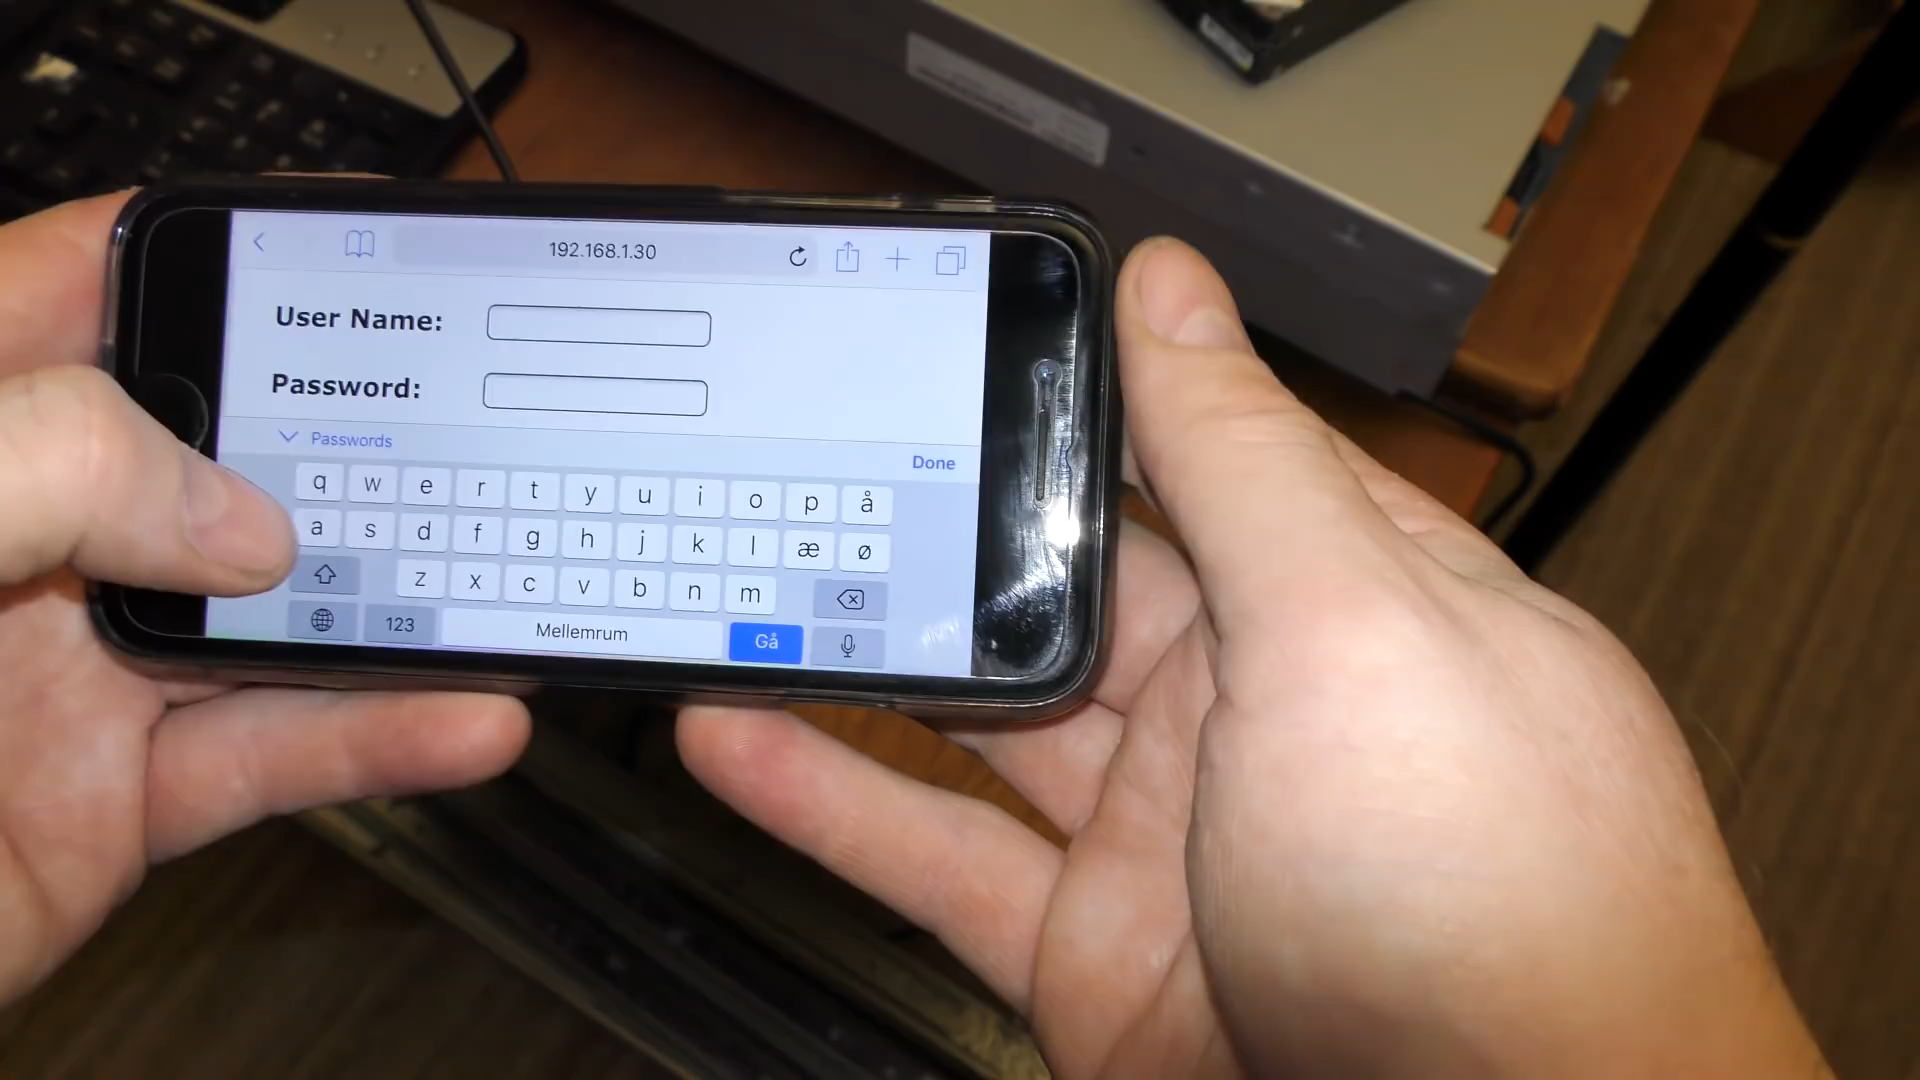 192.168.1.30
User Name:
Password:
Passwords
Done
q w e r t y u i o p å
a s d f g h j k l æ ø
z x c v b n m
123 Mellemrum Gå